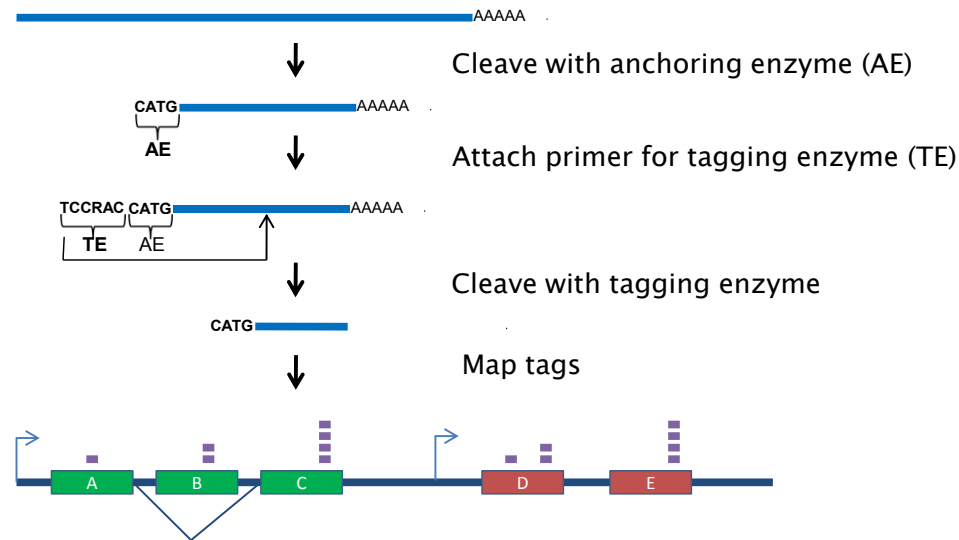 AAAAA
Cleave with anchoring enzyme (AE)
CATG AAAAA
AE
Attach primer for tagging enzyme (TE)
TCCRAC CATG AAAAA
TE AE
Cleave with tagging enzyme
CATG
Map tags
A B C D E